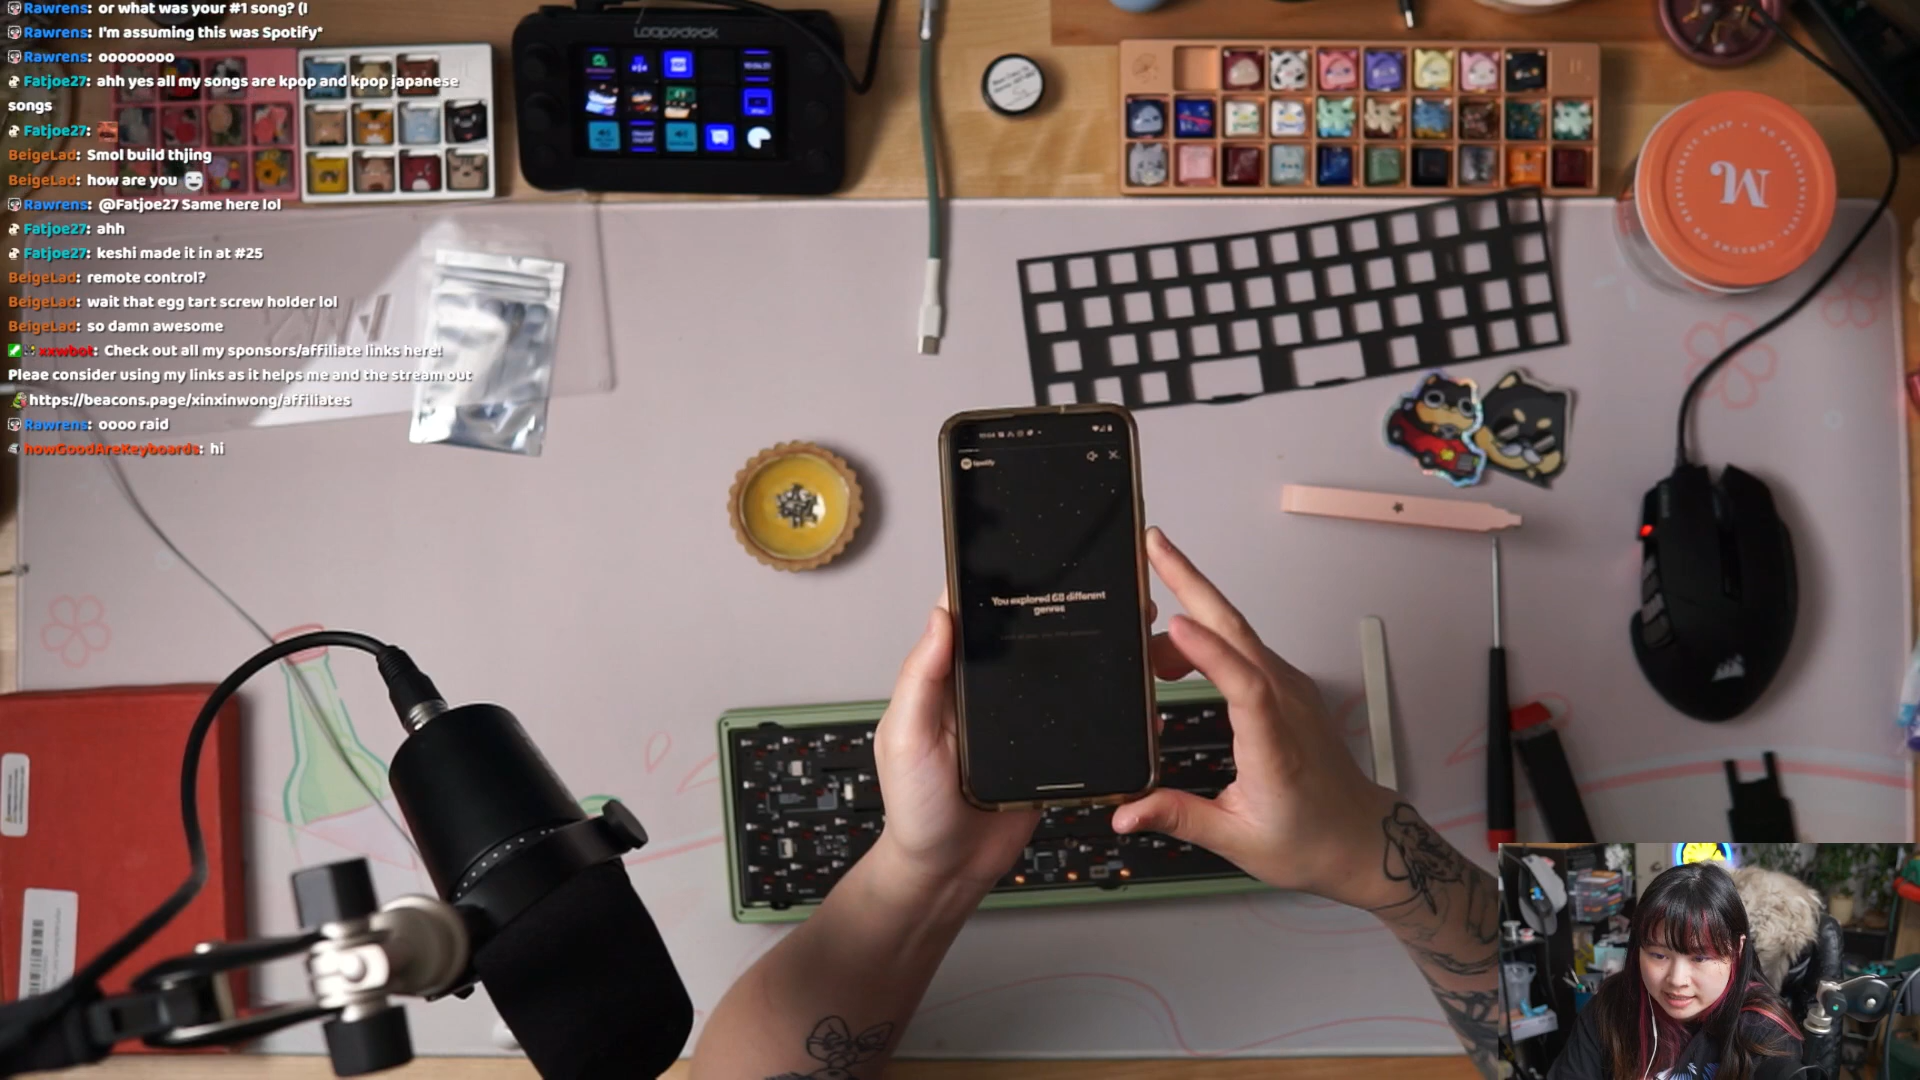 Rawrens: or what was your #1 song? (I
Rawrens: I'm assuming this was Spotify*
Rawrens: oooooooo
Fatjoe27: ahh yes all my songs are kpop and kpop japanese
songs
Fatjoe27:
BeigeLad: Smol build thjing
BeigeLad: how are you
Rawrens: @Fatjoe27 Same here lol
Fatjoe27: ahh
Fatjoe27: keshi made it in at #25
BeigeLad: remote control?
BeigeLad: wait that egg tart screw holder lol
BeigeLad: so damn awesome
xxwbot: Check out all my sponsors/affiliate links here!
Pleae consider using my links as it helps me and the stream out
https://beacons.page/xinxinwong/affiliates
Rawrens: oooo raid
howGoodAreKeyboards: hi
Loupedeck
M
Spotify
You explored 68 different
genres